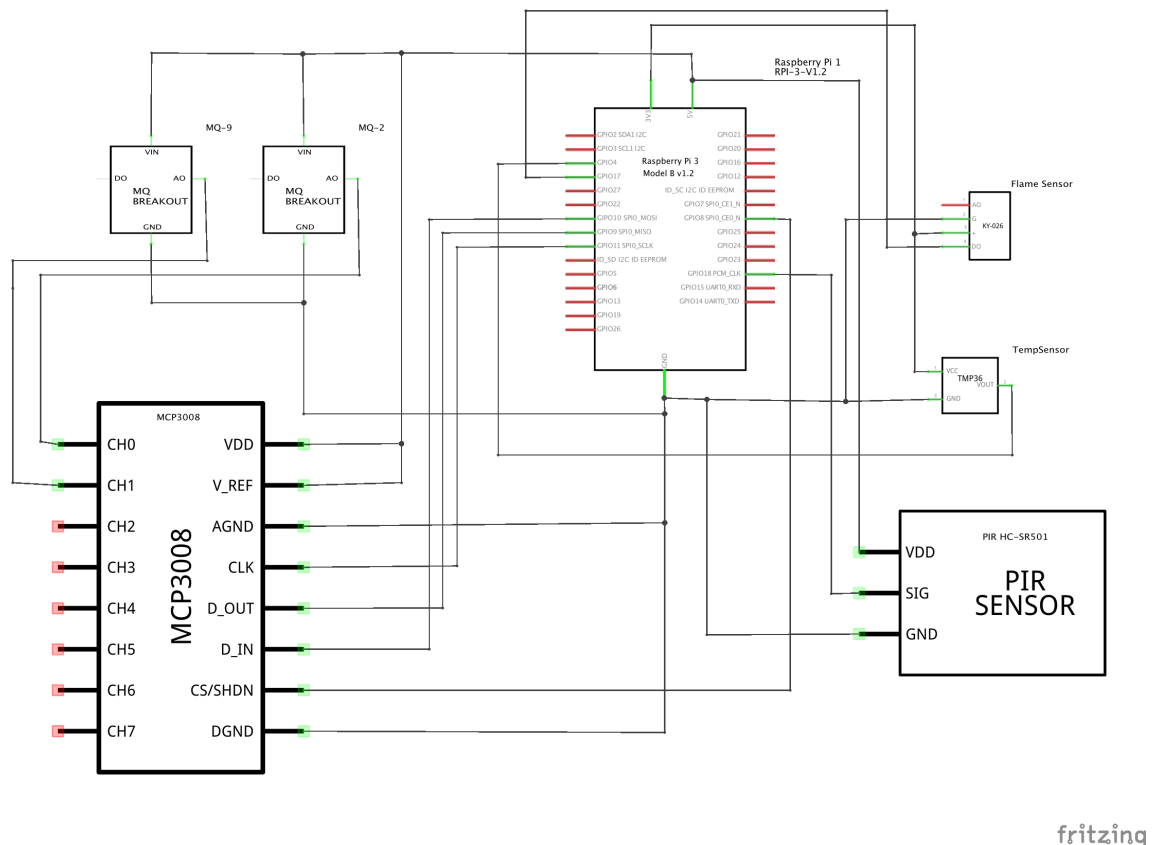 Raspberry Pi 1
RPI-3-V1.2
MQ-9
MQ-2
VIN
DO
AO
MQ
BREAKOUT
GND
VIN
DO
AO
MQ
BREAKOUT
GND
3V3
5V
Raspberry Pi 3
Model B v1.2
GPIO2 SDA1 I2C
GPIO3 SCL1 I2C
GPIO4
GPIO17
GPIO27
GPIO22
GPIO10 SPI0_MOSI
GPIO9 SPI0_MISO
GPIO11 SPI0_SCLK
ID_SD I2C ID EEPROM
GPIO5
GPIO6
GPIO13
GPIO19
GPIO26
GPIO21
GPIO20
GPIO16
GPIO12
ID_SC I2C ID EEPROM
GPIO7 SPI0_CE1_N
GPIO8 SPI0_CE0_N
GPIO25
GPIO24
GPIO23
GPIO18 PCM_CLK
GPIO15 UART0_RXD
GPIO14 UART0_TXD
GND
Flame Sensor
1
AO
2
G
3
+
4
DO
KY-026
TempSensor
VCC
TMP36
VOUT
GND
MCP3008
CH0
CH1
CH2
CH3
CH4
CH5
CH6
CH7
MCP3008
VDD
V_REF
AGND
CLK
D_OUT
D_IN
CS/SHDN
DGND
PIR HC-SR501
VDD
SIG
GND
PIR
SENSOR
fritzing